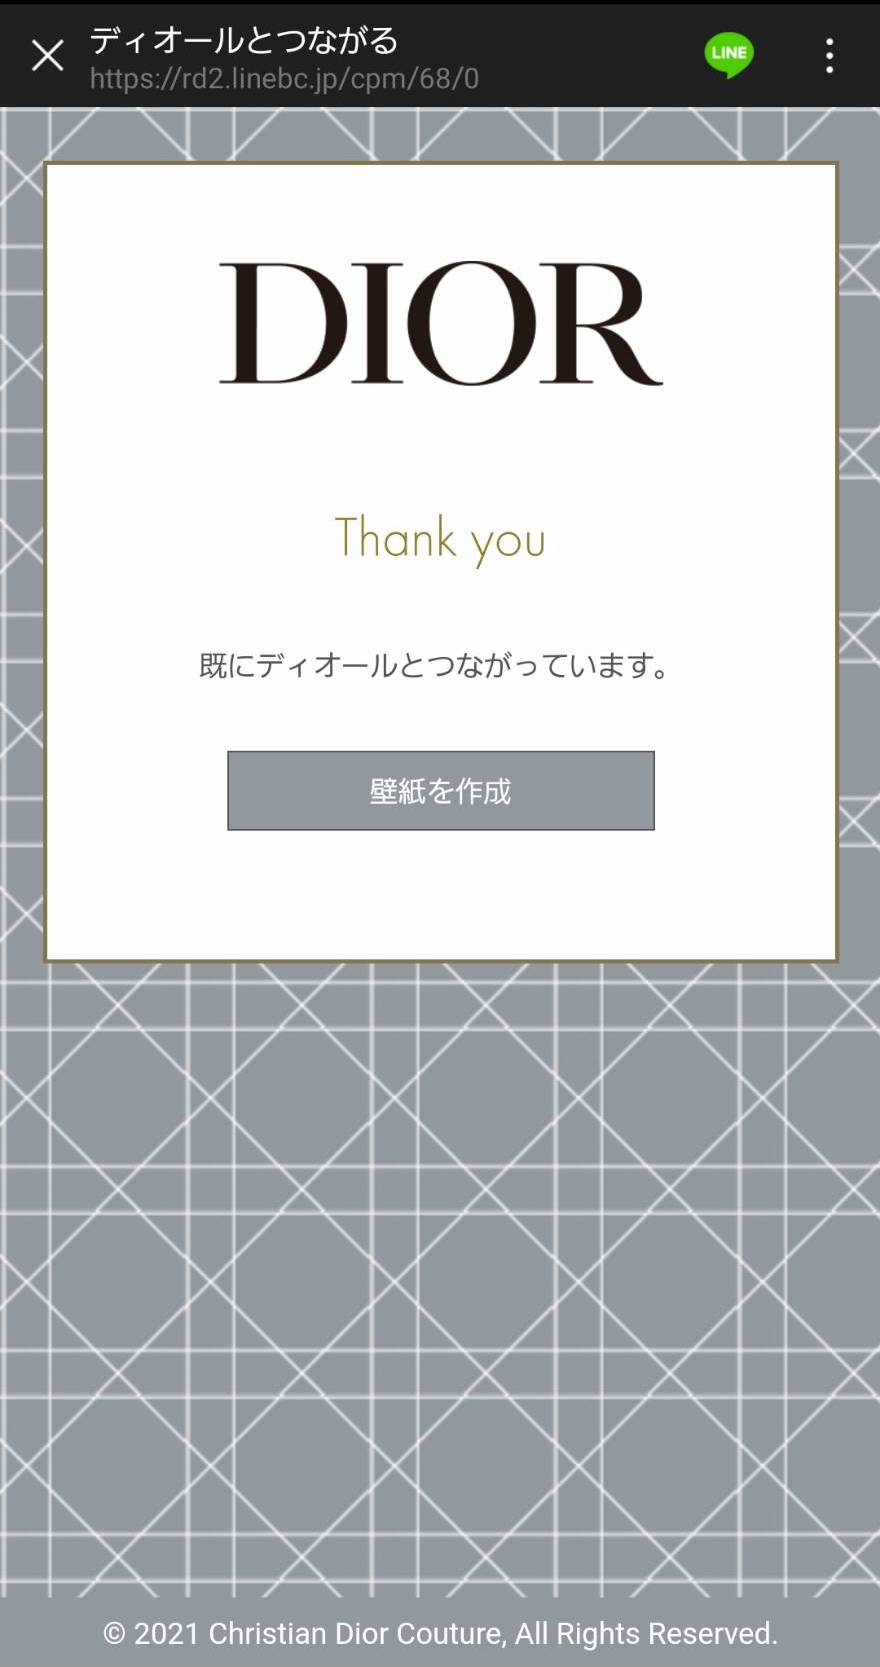 ディオールとつながる
https://rd2.linebc.jp/cpm/68/0
LINE
DIOR
Thank you
既にディオールとつながっています。
壁紙を作成
© 2021 Christian Dior Couture, All Rights Reserved.